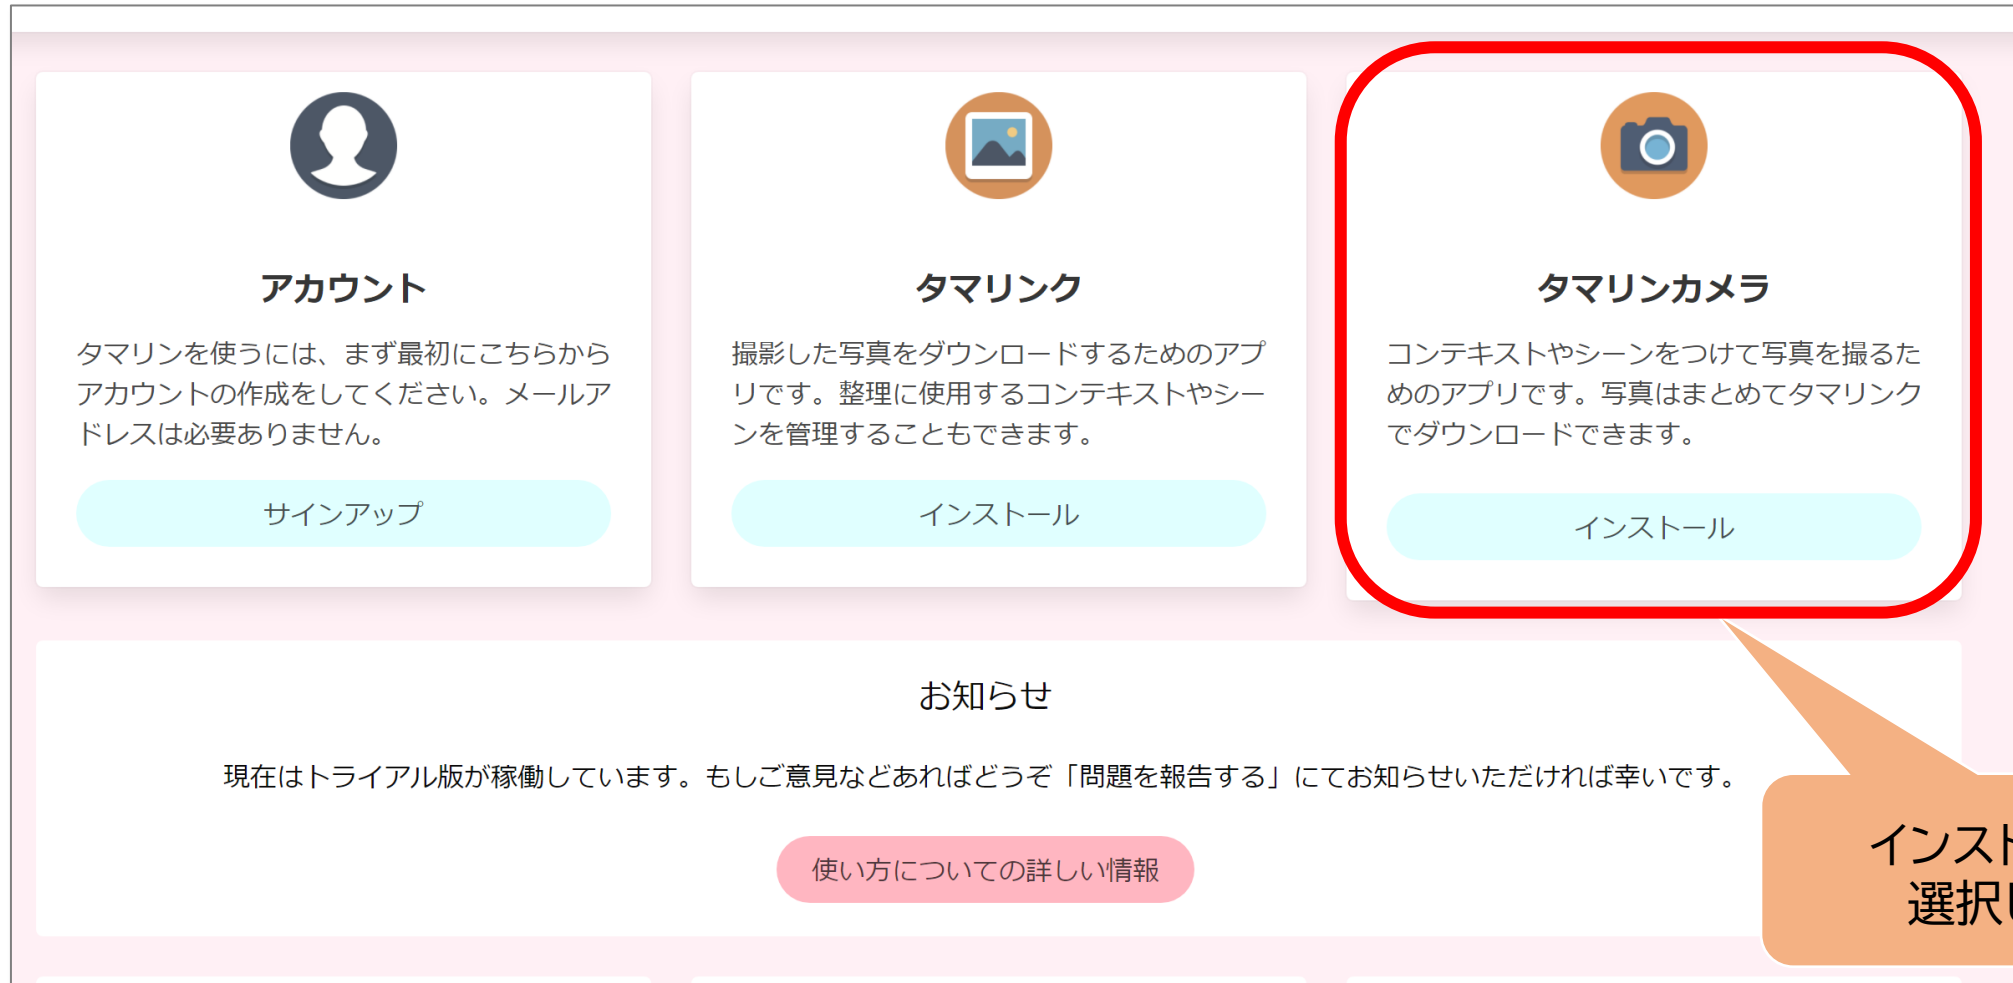 アカウント
タマリンを使うには、まず最初にこちらから
アカウントの作成をしてください。メールア
ドレスは必要ありません。
サインアップ
タマリンク
撮影した写真をダウンロードするためのアプ
リです。整理に使用するコンテキストやシー
ンを管理することもできます。
インストール
タマリンカメラ
コンテキストやシーンをつけて写真を撮るた
めのアプリです。写真はまとめてタマリンク
でダウンロードできます。
インストール
お知らせ
現在はトライアル版が稼働しています。もしご意見などあればどうぞ「問題を報告する」にてお知らせいただければ幸いです。
使い方についての詳しい情報
インス
選択